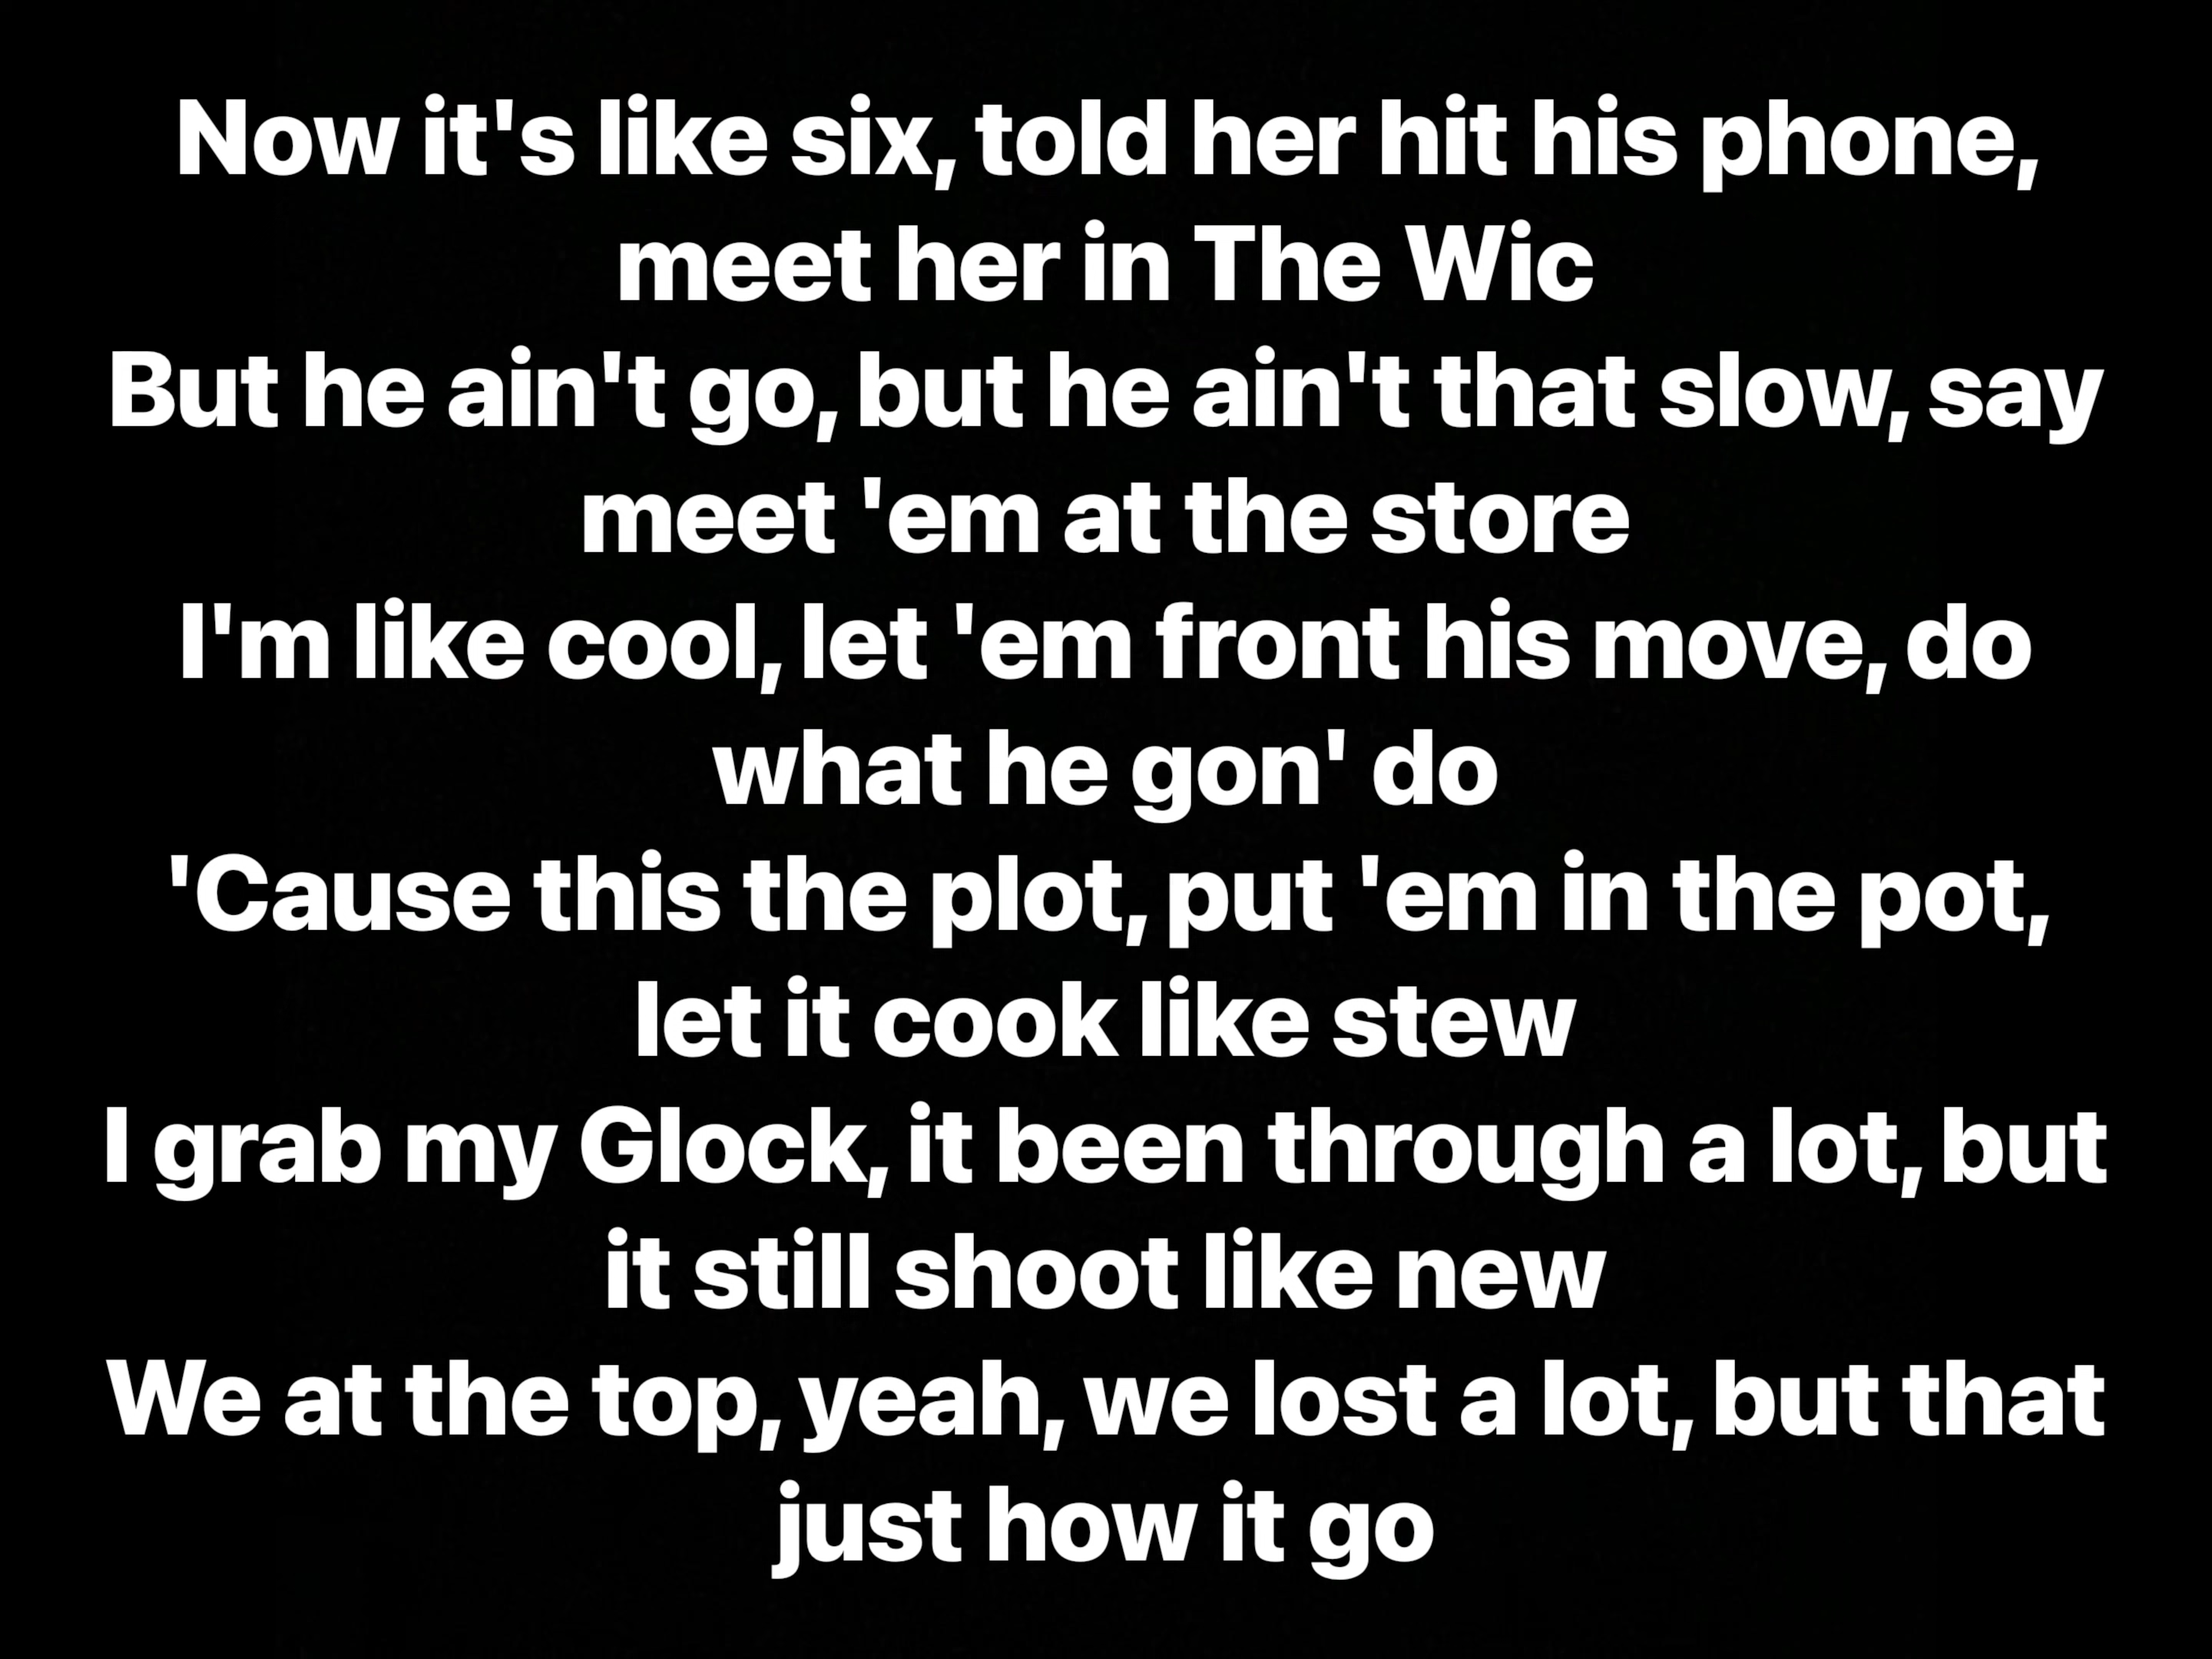 Now it's like six, told her hit his phone,
meet her in The Wic
But he ain't go, but he ain't that slow, say
meet 'em at the store
I'm like cool, let 'em front his move, do
what he gon' do
'Cause this the plot, put 'em in the pot,
let it cook like stew
I grab my Glock, it been through a lot, but
it still shoot like new
We at the top, yeah, we lost a lot, but that
just how it go